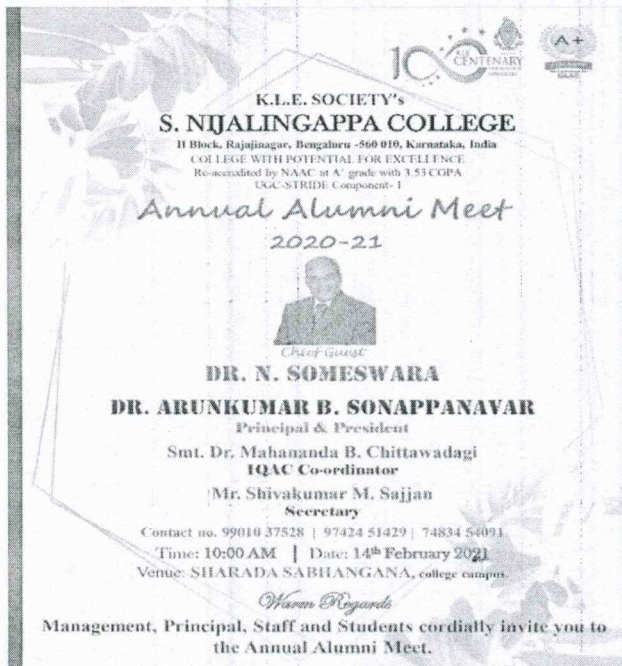 100
K.L.E.
CENTENARY
A+
K.L.E. SOCIETY's
S. NIJALINGAPPA COLLEGE
II Block, Rajajinagar, Bengaluru -560 010, Karnataka, India
COLLEGE WITH POTENTIAL FOR EXCELLENCE
Re-accredited by NAAC at A+ grade with 3.53 CGPA
UGC-STRIDE Component- 1
Annual Alumni Meet
2020-21
Chief Guest
DR. N. SOMESWARA
DR. ARUNKUMAR B. SONAPPANAVAR
Principal & President
Smt. Dr. Mahananda B. Chittawadagi
IQAC Co-ordinator
Mr. Shivakumar M. Sajjan
Secretary
Contact no. 99010 37528 | 97424 51429 | 74834 54091
Time: 10:00 AM | Date: 14th February 2021
Venue: SHARADA SABHANGANA, college campus.
Warm Regards
Management, Principal, Staff and Students cordially invite you to
the Annual Alumni Meet.